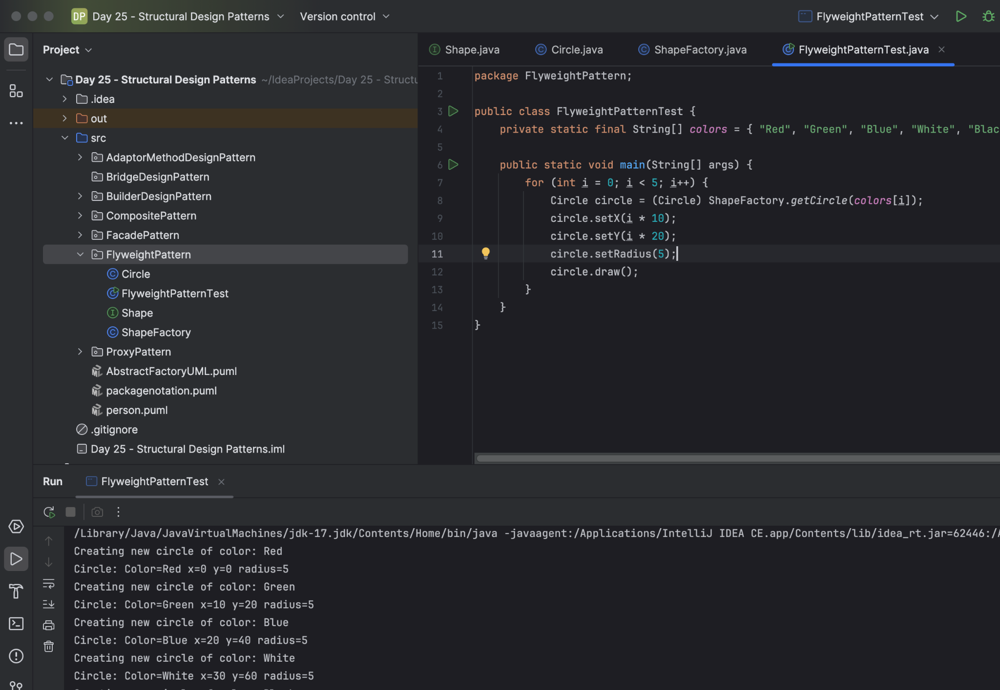 DP Day 25 - Structural Design Patterns Version control FlyweightPatternTest
Project
Day 25 - Structural Design Patterns ~/IdeaProjects/Day 25 - Structu
.idea
out
src
AdaptorMethodDesignPattern
BridgeDesignPattern
BuilderDesignPattern
CompositePattern
FacadePattern
FlyweightPattern
Circle
FlyweightPatternTest
Shape
ShapeFactory
ProxyPattern
AbstractFactoryUML.puml
packagenotation.puml
person.puml
.gitignore
Day 25 - Structural Design Patterns.iml
Shape.java Circle.java ShapeFactory.java FlyweightPatternTest.java
1 package FlyweightPattern;
2
3 public class FlyweightPatternTest {
4 private static final String[] colors = { "Red", "Green", "Blue", "White", "Blac
5
6 public static void main(String[] args) {
7 for (int i = 0; i < 5; i++) {
8 Circle circle = (Circle) ShapeFactory.getCircle(colors[i]);
9 circle.setX(i * 10);
10 circle.setY(i * 20);
11 circle.setRadius(5);
12 circle.draw();
13 }
14 }
15 }
Run FlyweightPatternTest
/Library/Java/JavaVirtualMachines/jdk-17.jdk/Contents/Home/bin/java -javaagent:/Applications/IntelliJ IDEA CE.app/Contents/lib/idea_rt.jar=62446:/
Creating new circle of color: Red
Circle: Color=Red x=0 y=0 radius=5
Creating new circle of color: Green
Circle: Color=Green x=10 y=20 radius=5
Creating new circle of color: Blue
Circle: Color=Blue x=20 y=40 radius=5
Creating new circle of color: White
Circle: Color=White x=30 y=60 radius=5